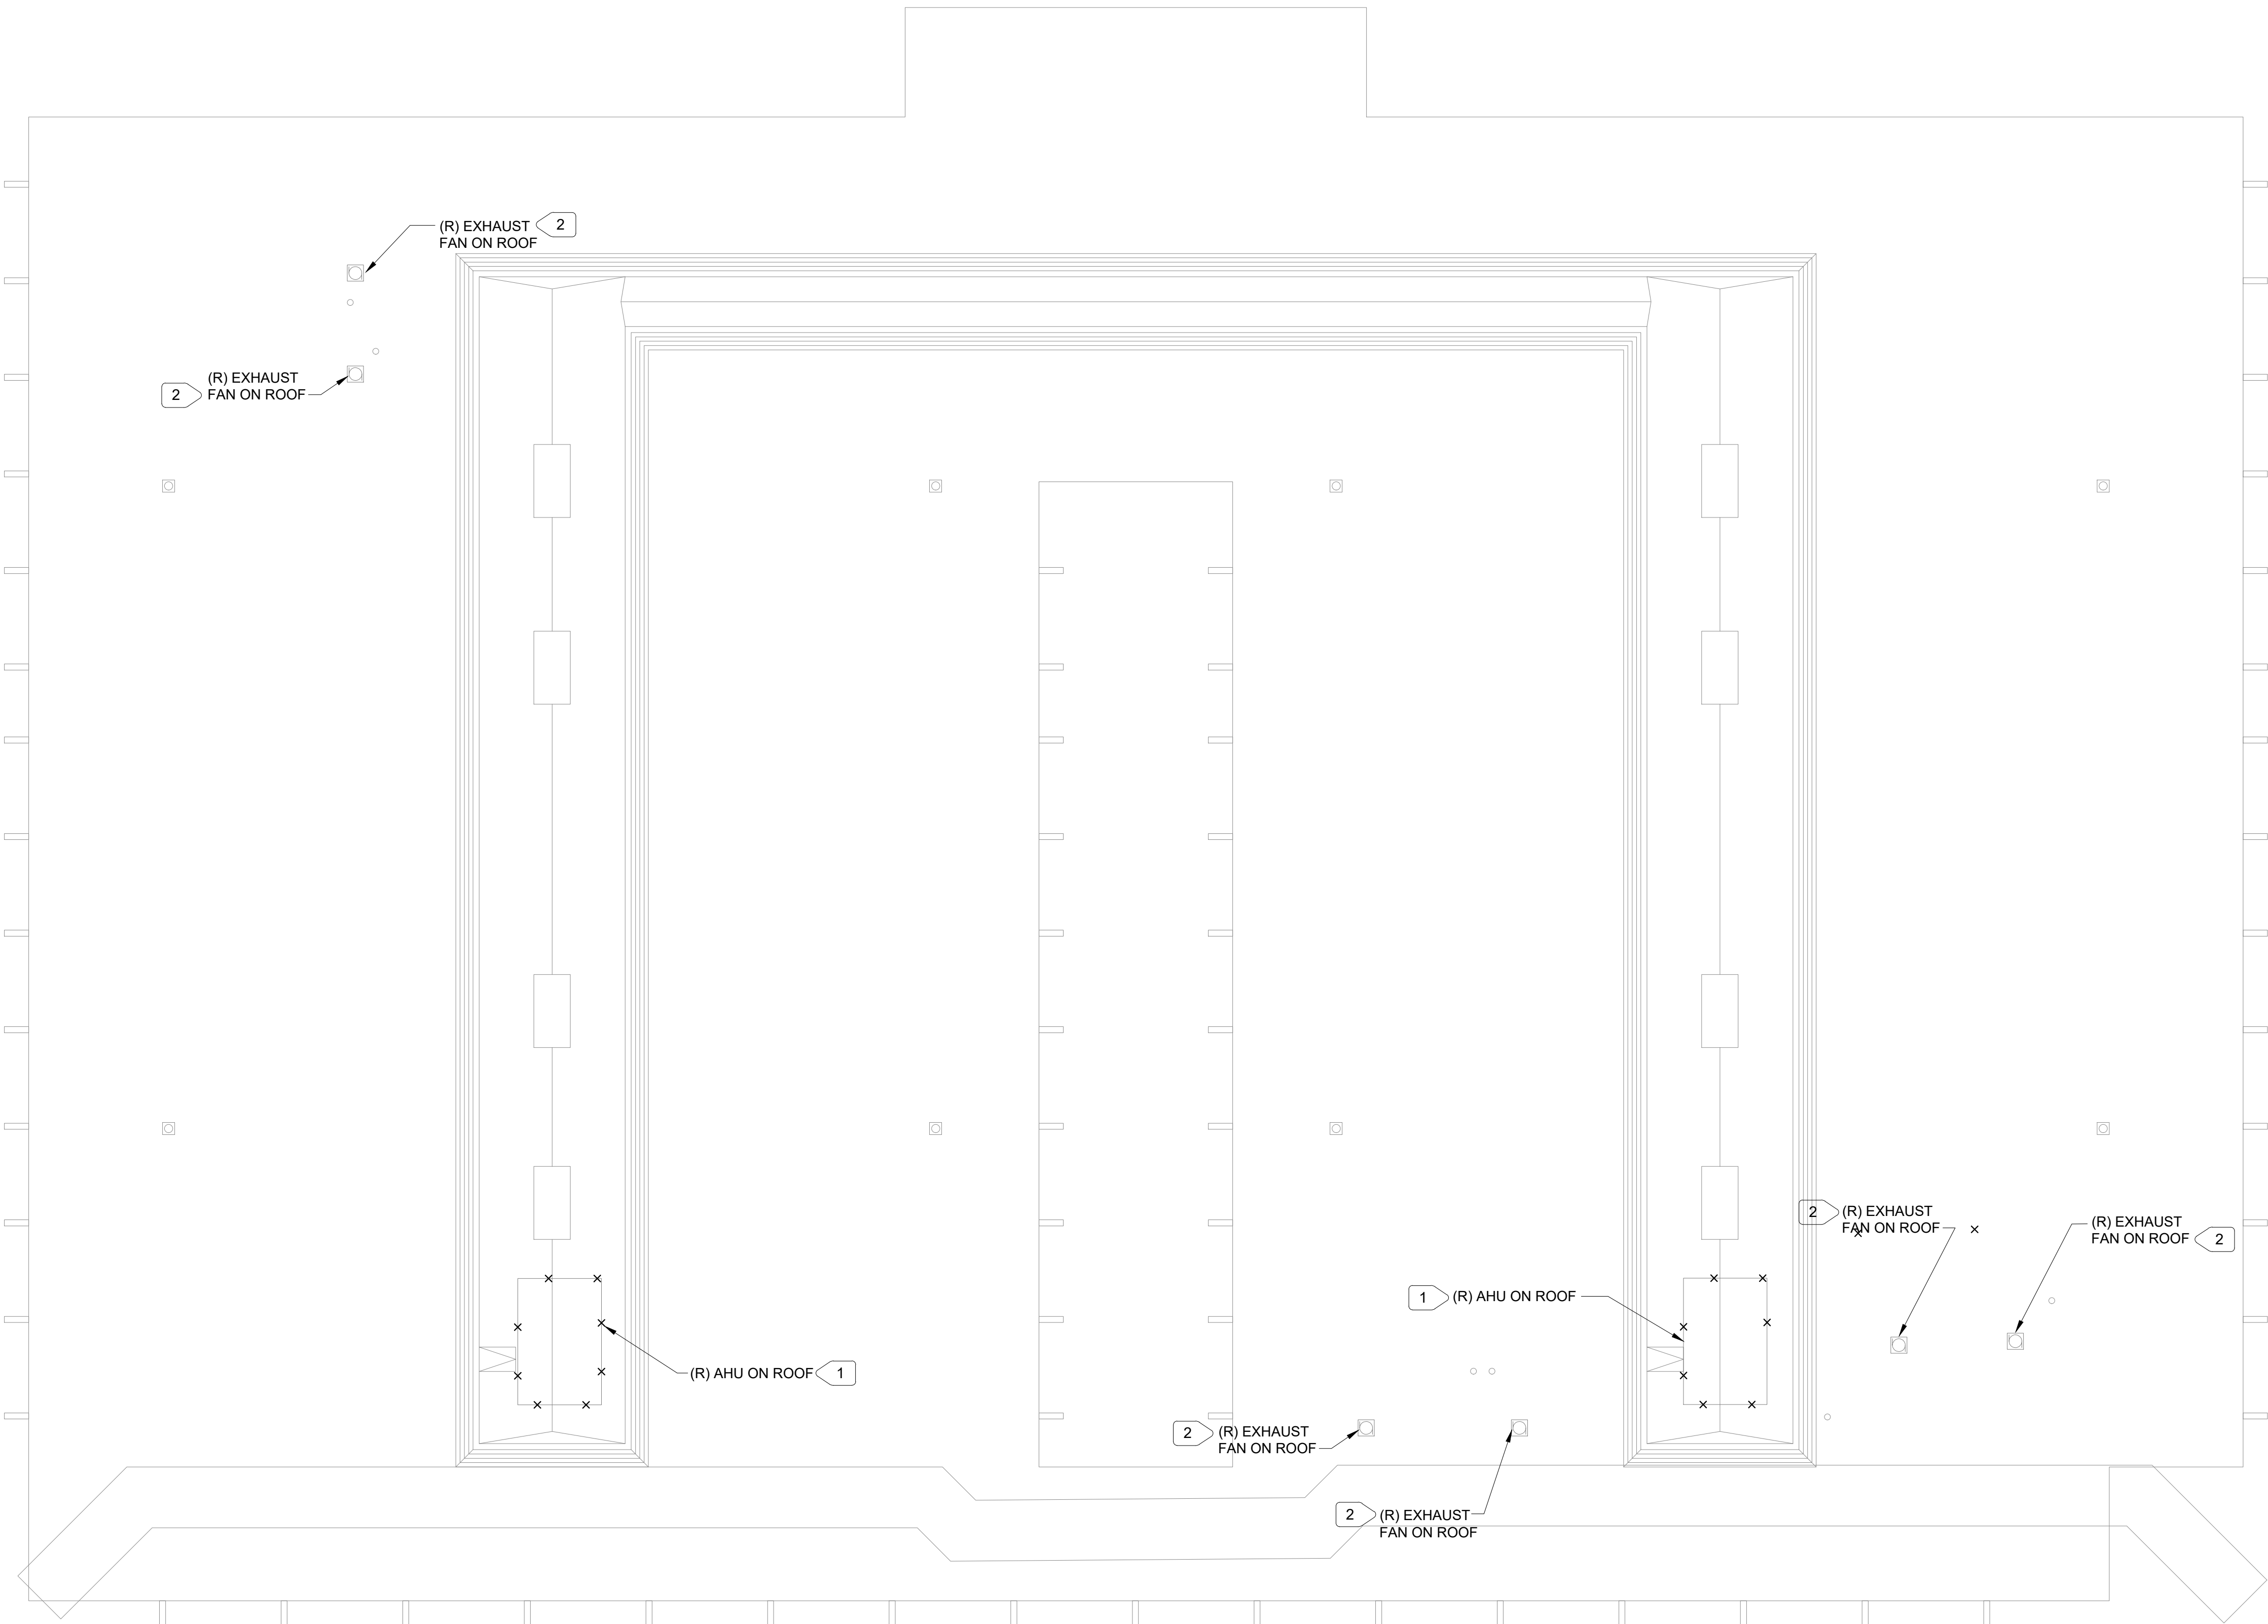 (R) EXHAUST
FAN ON ROOF
2
2
(R) EXHAUST
FAN ON ROOF
2
(R) EXHAUST
FAN ON ROOF
(R) EXHAUST
FAN ON ROOF
2
1
(R) AHU ON ROOF
(R) AHU ON ROOF
1
2
(R) EXHAUST
FAN ON ROOF
2
(R) EXHAUST
FAN ON ROOF